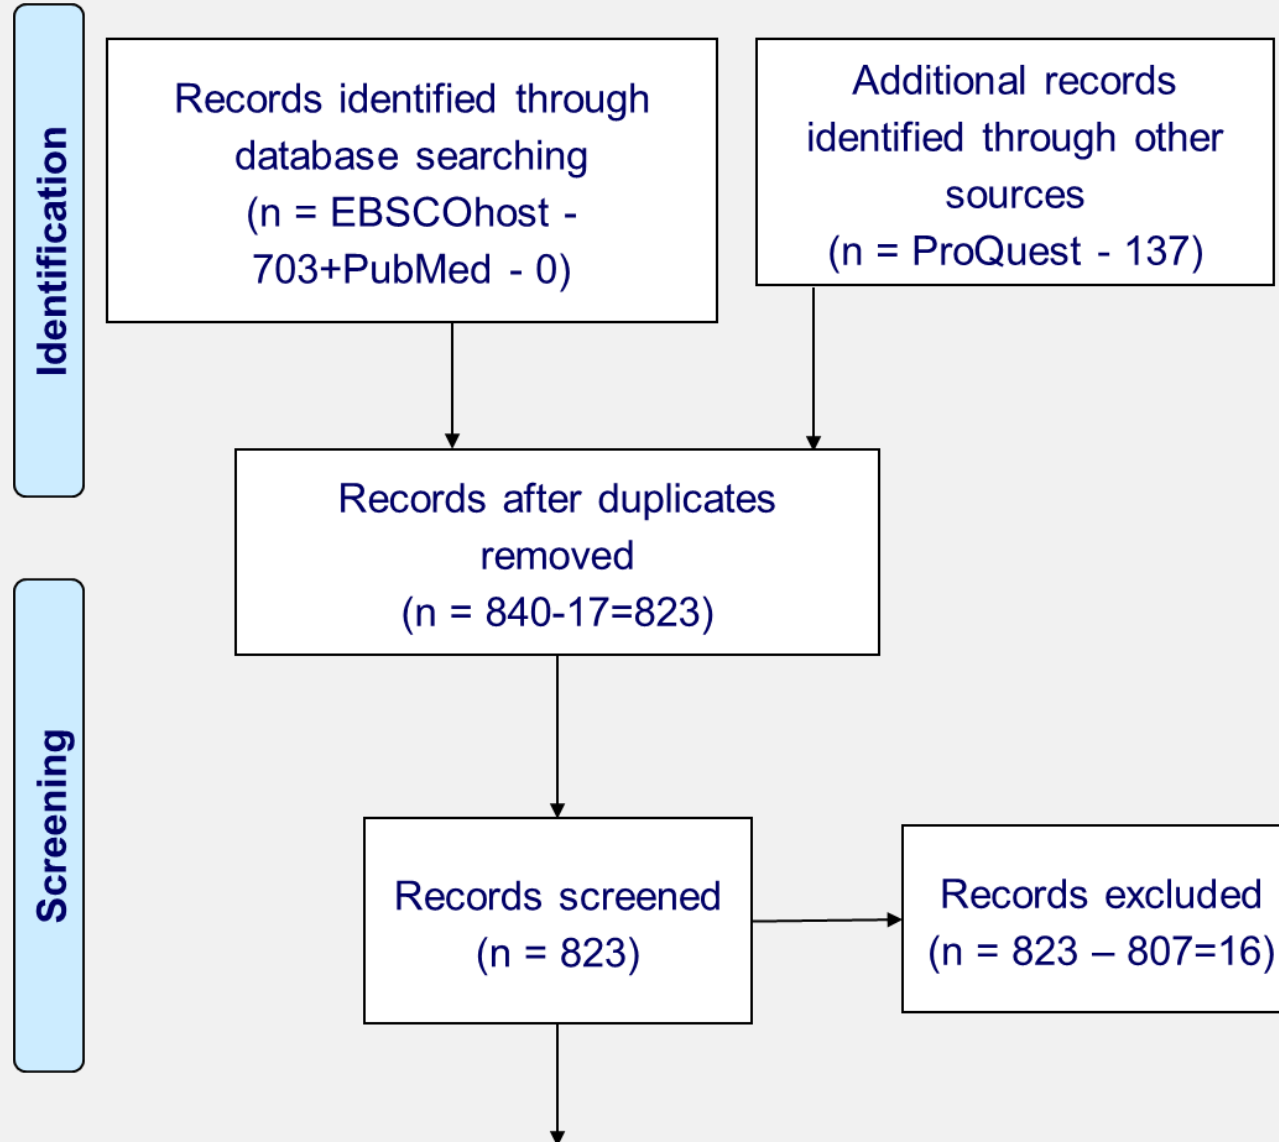 Identification
Records identified through
database searching
(n = EBSCOhost -
703+PubMed - 0)
Additional records
identified through other
sources
(n = ProQuest - 137)
Records after duplicates
removed
(n = 840-17=823)
Screening
Records screened
(n = 823)
Records excluded
(n = 823 – 807=16)